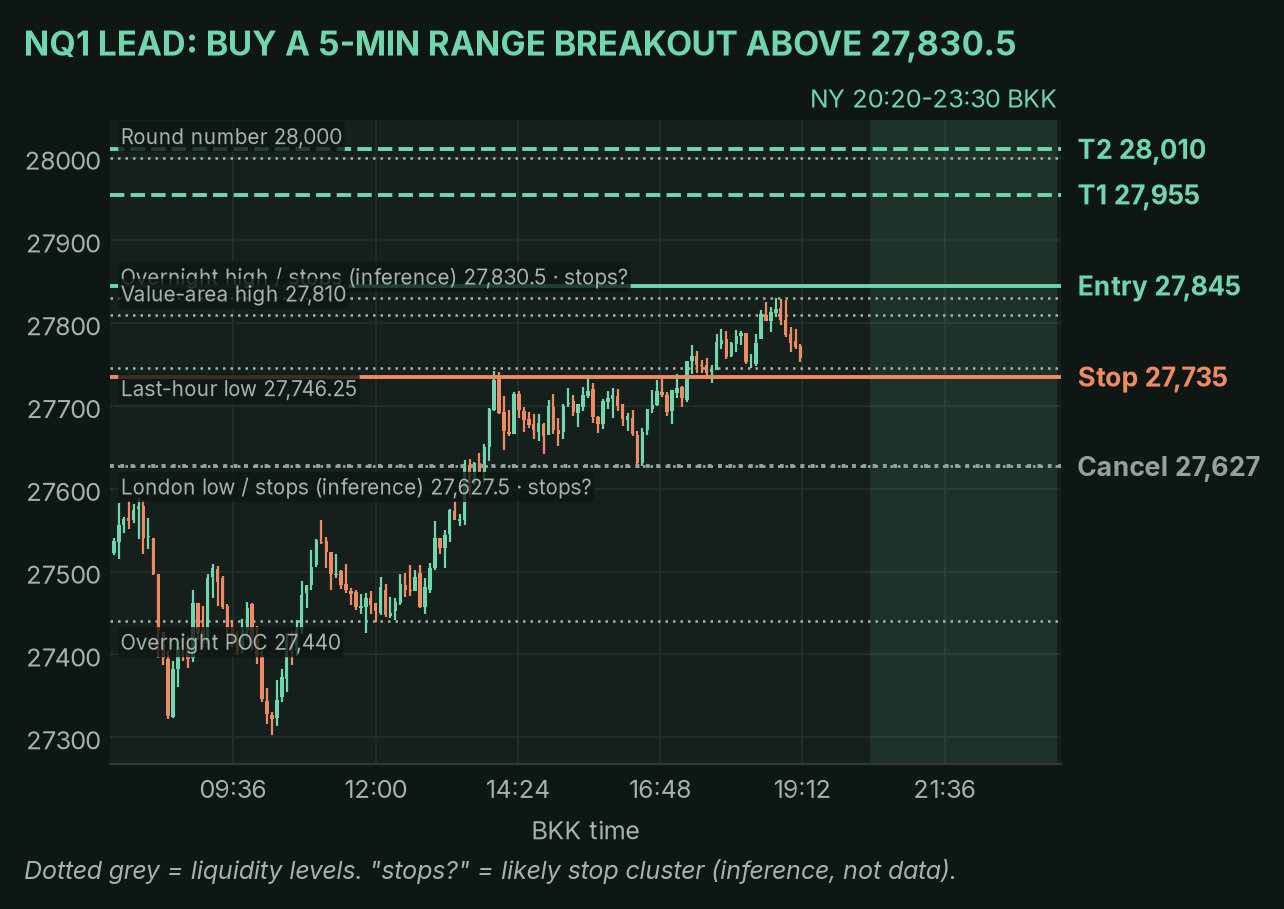 NQ1 LEAD: BUY A 5-MIN RANGE BREAKOUT ABOVE 27,830.5
NY 20:20-23:30 BKK
Round number 28,000
28000
T2 28,010
T1 27,955
27900
Overnight high / stops (inference) 27,830.5 · stops?
Value-area high 27,810
Entry 27,845
27800
Last-hour low 27,746.25
Stop 27,735
27700
Cancel 27,627
London low / stops (inference) 27,627.5 · stops?
27600
27500
Overnight POC 27,440
27400
27300
09:36 12:00 14:24 16:48 19:12 21:36
BKK time
Dotted grey = liquidity levels. "stops?" = likely stop cluster (inference, not data).